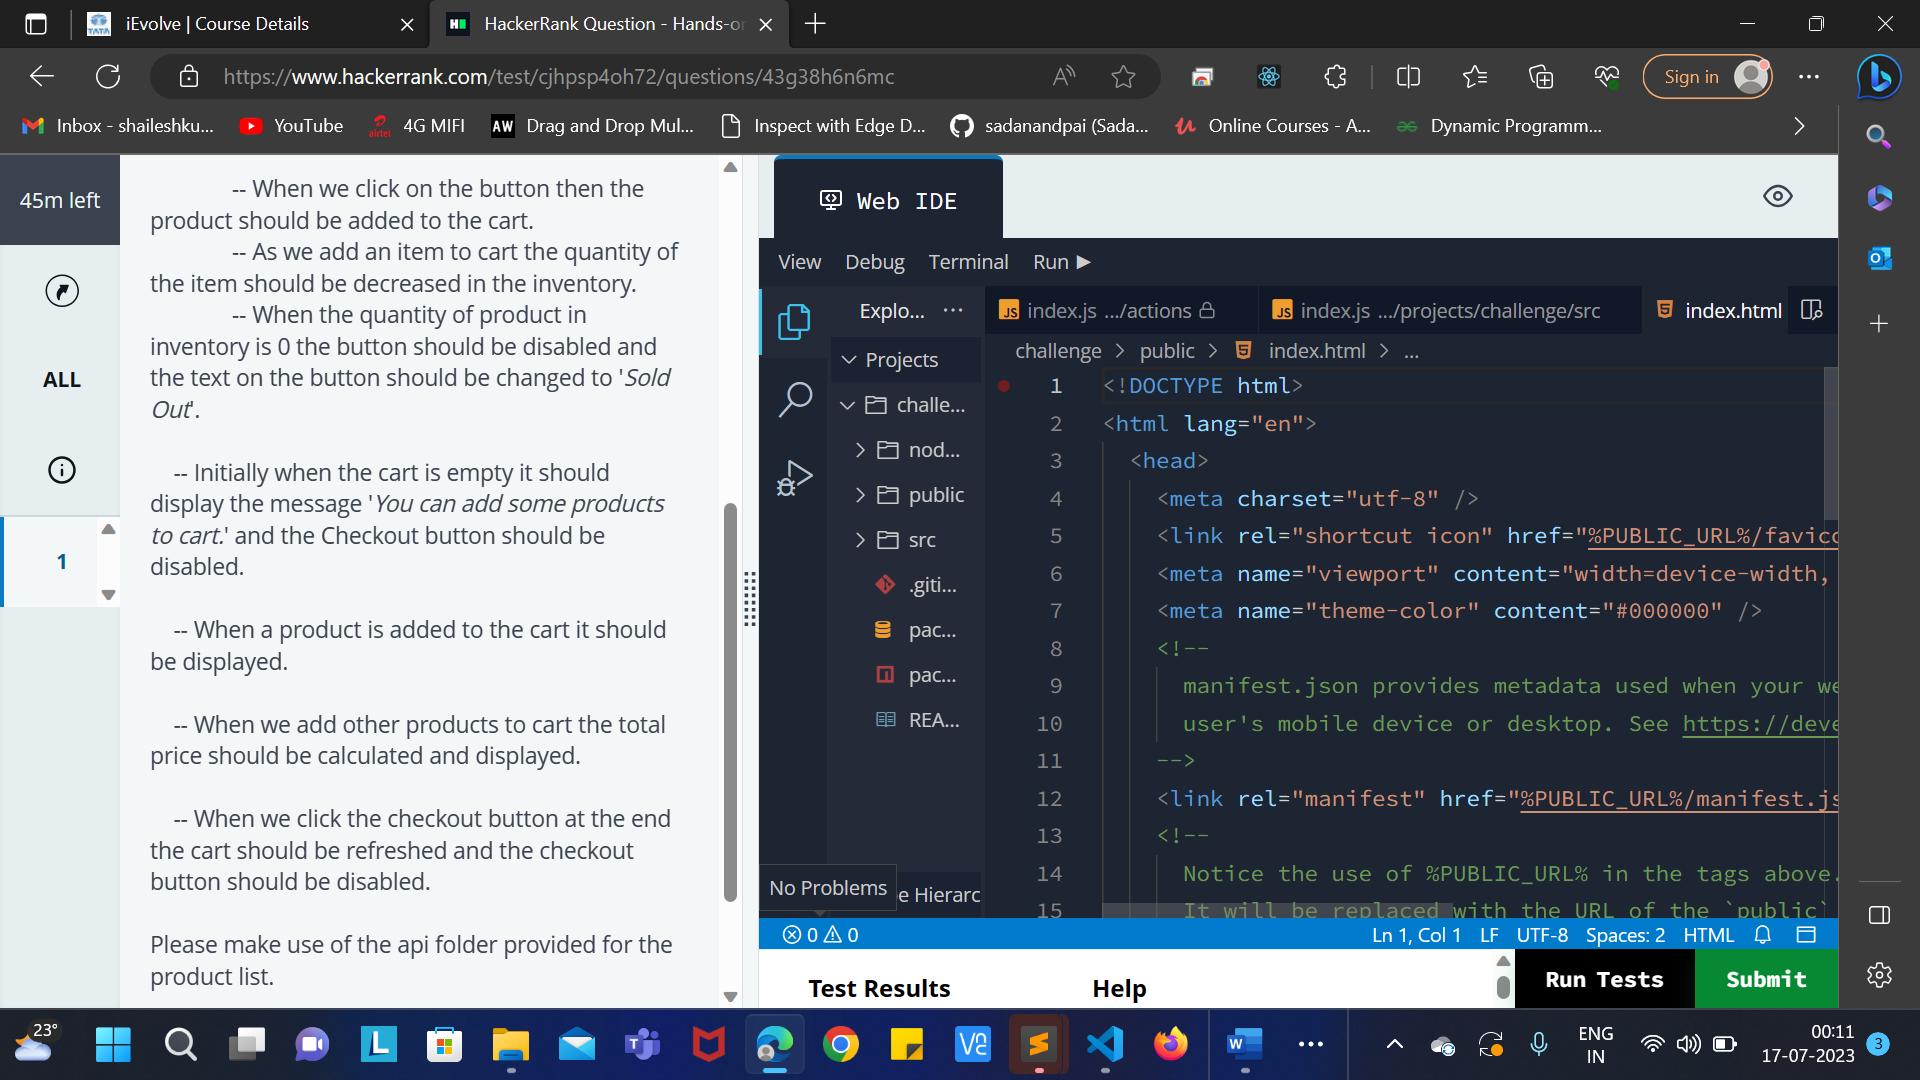 iEvolve | Course Details
HackerRank Question - Hands-o
https://www.hackerrank.com/test/cjhpsp4oh72/questions/43g38h6n6mc
Sign in
Inbox - shaileshku...
YouTube
4G MIFI
AW Drag and Drop Mul...
Inspect with Edge D...
sadanandpai (Sada...
Online Courses - A...
Dynamic Programm...
45m left
ALL
1
-- When we click on the button then the
product should be added to the cart.
-- As we add an item to cart the quantity of
the item should be decreased in the inventory.
-- When the quantity of product in
inventory is 0 the button should be disabled and
the text on the button should be changed to 'Sold
Out'.
-- Initially when the cart is empty it should
display the message 'You can add some products
to cart.' and the Checkout button should be
disabled.
-- When a product is added to the cart it should
be displayed.
-- When we add other products to cart the total
price should be calculated and displayed.
-- When we click the checkout button at the end
the cart should be refreshed and the checkout
button should be disabled.
Please make use of the api folder provided for the
product list.
Web IDE
View Debug Terminal Run
Explo... ...
Projects
challe...
nod...
public
src
.giti...
pac...
pac...
REA...
No Problems
e Hierarc
JS index.js .../actions
JS index.js .../projects/challenge/src
index.html
challenge > public > index.html > ...
1 <!DOCTYPE html>
2 <html lang="en">
3 <head>
4 <meta charset="utf-8" />
5 <link rel="shortcut icon" href="%PUBLIC_URL%/favic
6 <meta name="viewport" content="width=device-width,
7 <meta name="theme-color" content="#000000" />
8 <!--
9 manifest.json provides metadata used when your we
10 user's mobile device or desktop. See https://deve
11 -->
12 <link rel="manifest" href="%PUBLIC_URL%/manifest.js
13 <!--
14 Notice the use of %PUBLIC_URL% in the tags above.
15 It will be replaced with the URL of the `public`
0 0
Ln 1, Col 1 LF UTF-8 Spaces: 2 HTML
Test Results Help
Run Tests
Submit
23°
ENG
IN
00:11
17-07-2023
3